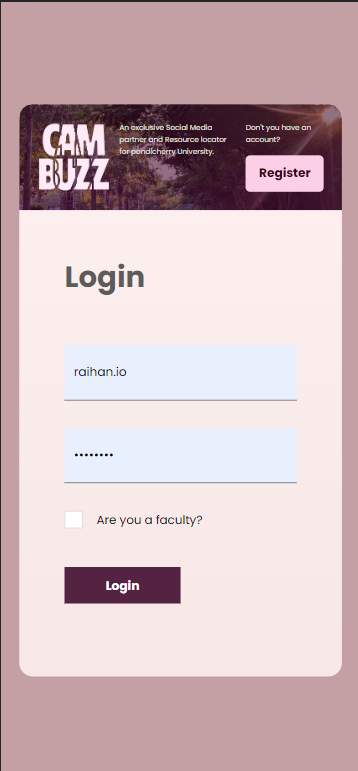 CAM
BUZZ
An exclusive Social Media
partner and Resource locator
for pondicherry University.
Don't you have an
account?
Register
Login
raihan.io
••••••••
Are you a faculty?
Login